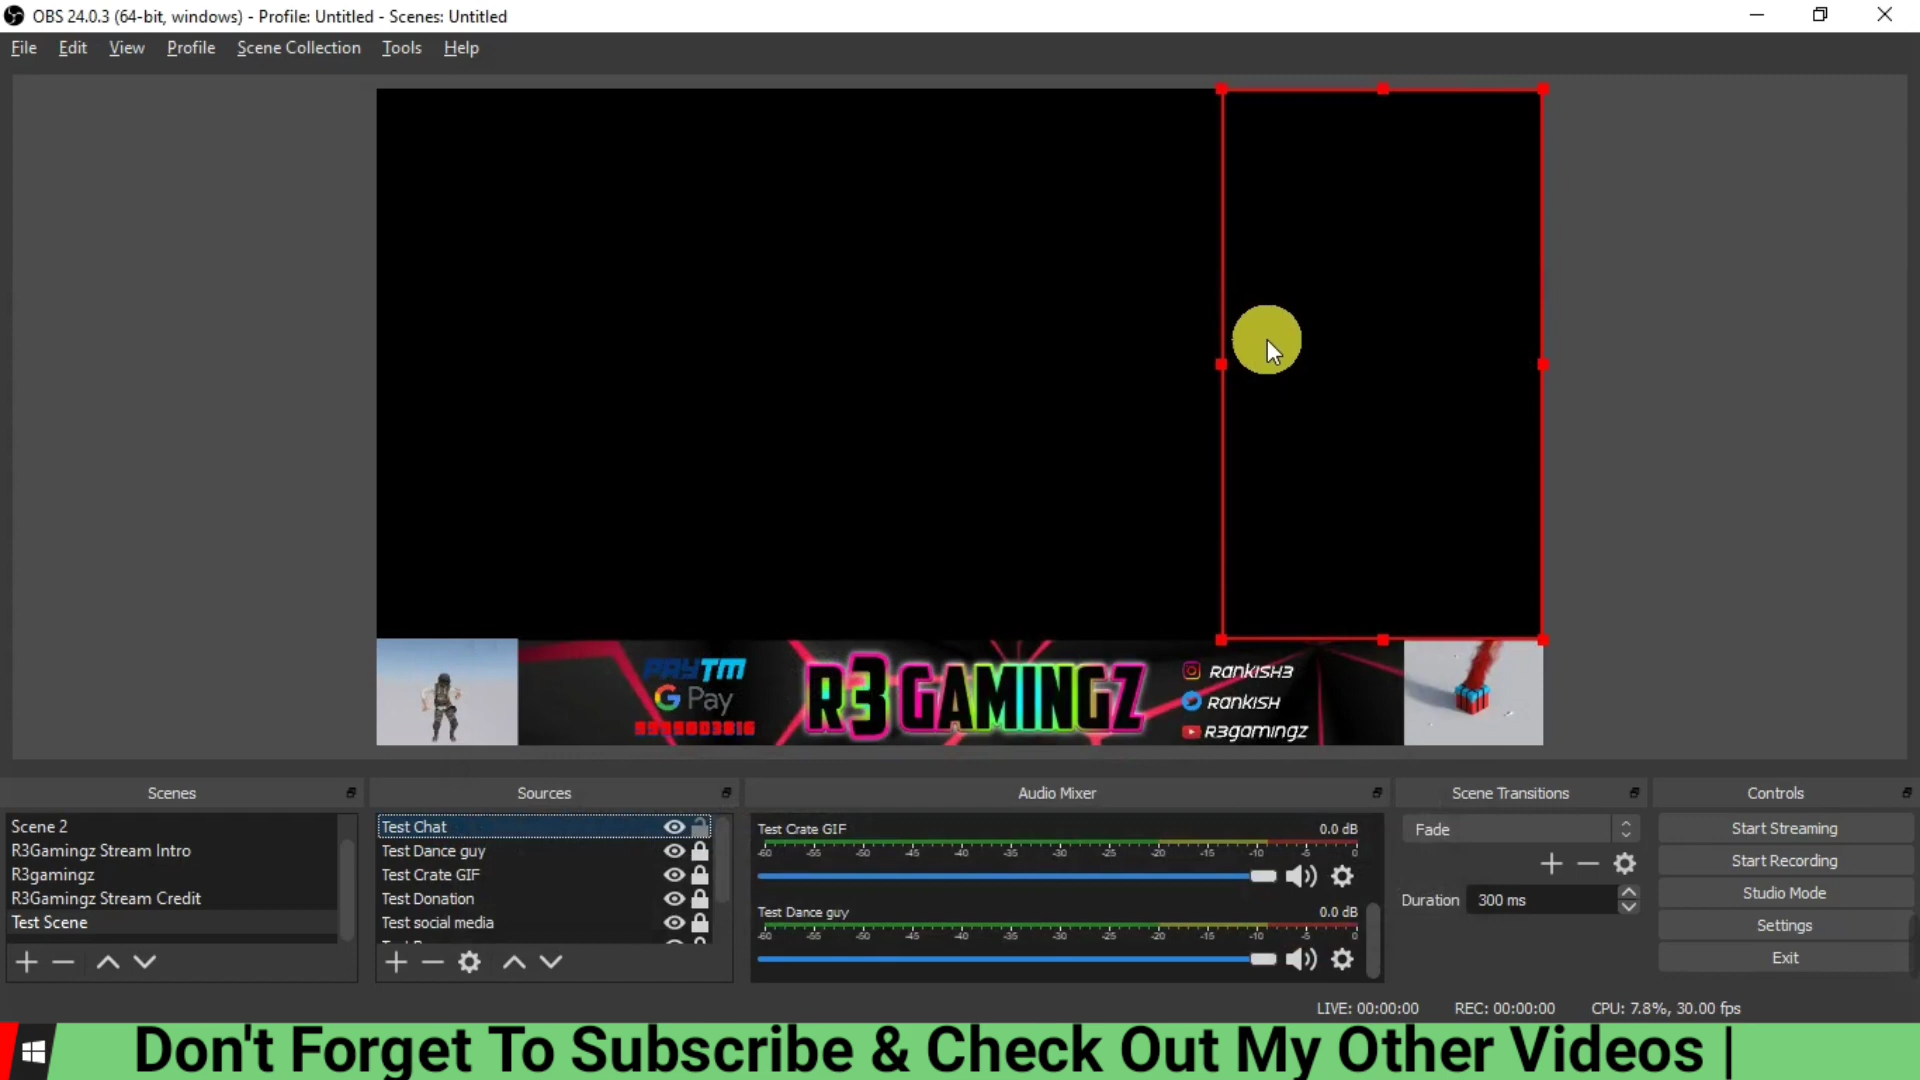 OBS 24.0.3 (64-bit, windows) - Profile: Untitled - Scenes: Untitled
File Edit View Profile Scene Collection Tools Help
PAYTM
G Pay
R3 GAMINGZ
RANKISH3
RANKISH
R3gamingz
Scenes
Scene 2
R3Gamingz Stream Intro
R3gamingz
R3Gamingz Stream Credit
Test Scene
Sources
Test Chat
Test Dance guy
Test Crate GIF
Test Donation
Test social media
Audio Mixer
Test Crate GIF 0.0 dB
-60 -55 -50 -45 -40 -35 -30 -25 -20 -15 -10 -5 0
Test Dance guy 0.0 dB
-60 -55 -50 -45 -40 -35 -30 -25 -20 -15 -10 -5 0
Scene Transitions
Fade
Duration 300 ms
Controls
Start Streaming
Start Recording
Studio Mode
Settings
Exit
LIVE: 00:00:00 REC: 00:00:00 CPU: 7.8%, 30.00 fps
Don't Forget To Subscribe & Check Out My Other Videos |